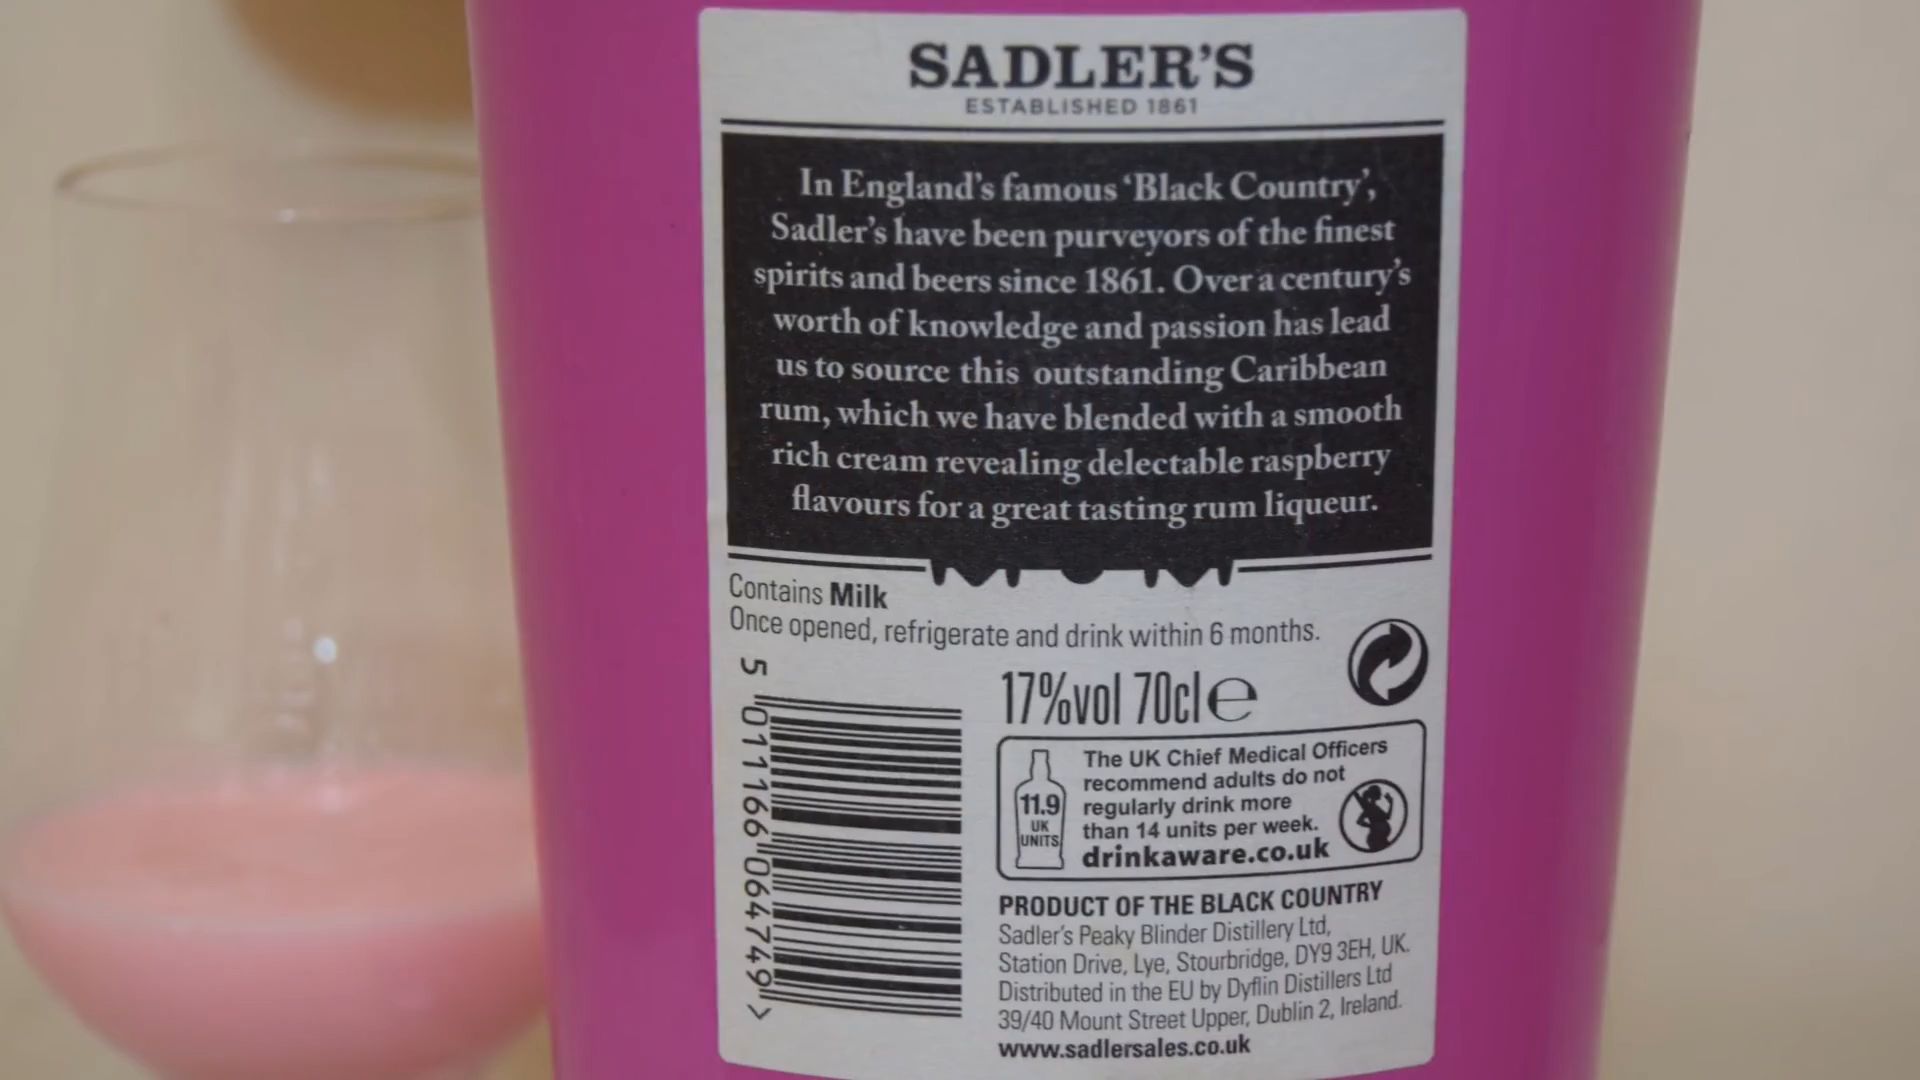 SADLER'S
ESTABLISHED 1861
In England's famous 'Black Country',
Sadler's have been purveyors of the finest
spirits and beers since 1861. Over a century's
worth of knowledge and passion has lead
us to source this outstanding Caribbean
rum, which we have blended with a smooth
rich cream revealing delectable raspberry
flavours for a great tasting rum liqueur.
Contains Milk
Once opened, refrigerate and drink within 6 months.
17%vol 70cl e
The UK Chief Medical Officers
recommend adults do not
regularly drink more
than 14 units per week.
drinkaware.co.uk
11.9
UK
UNITS
5 011166 064749 >
PRODUCT OF THE BLACK COUNTRY
Sadler's Peaky Blinder Distillery Ltd,
Station Drive, Lye, Stourbridge, DY9 3EH, UK.
Distributed in the EU by Dyflin Distillers Ltd
39/40 Mount Street Upper, Dublin 2, Ireland.
www.sadlersales.co.uk